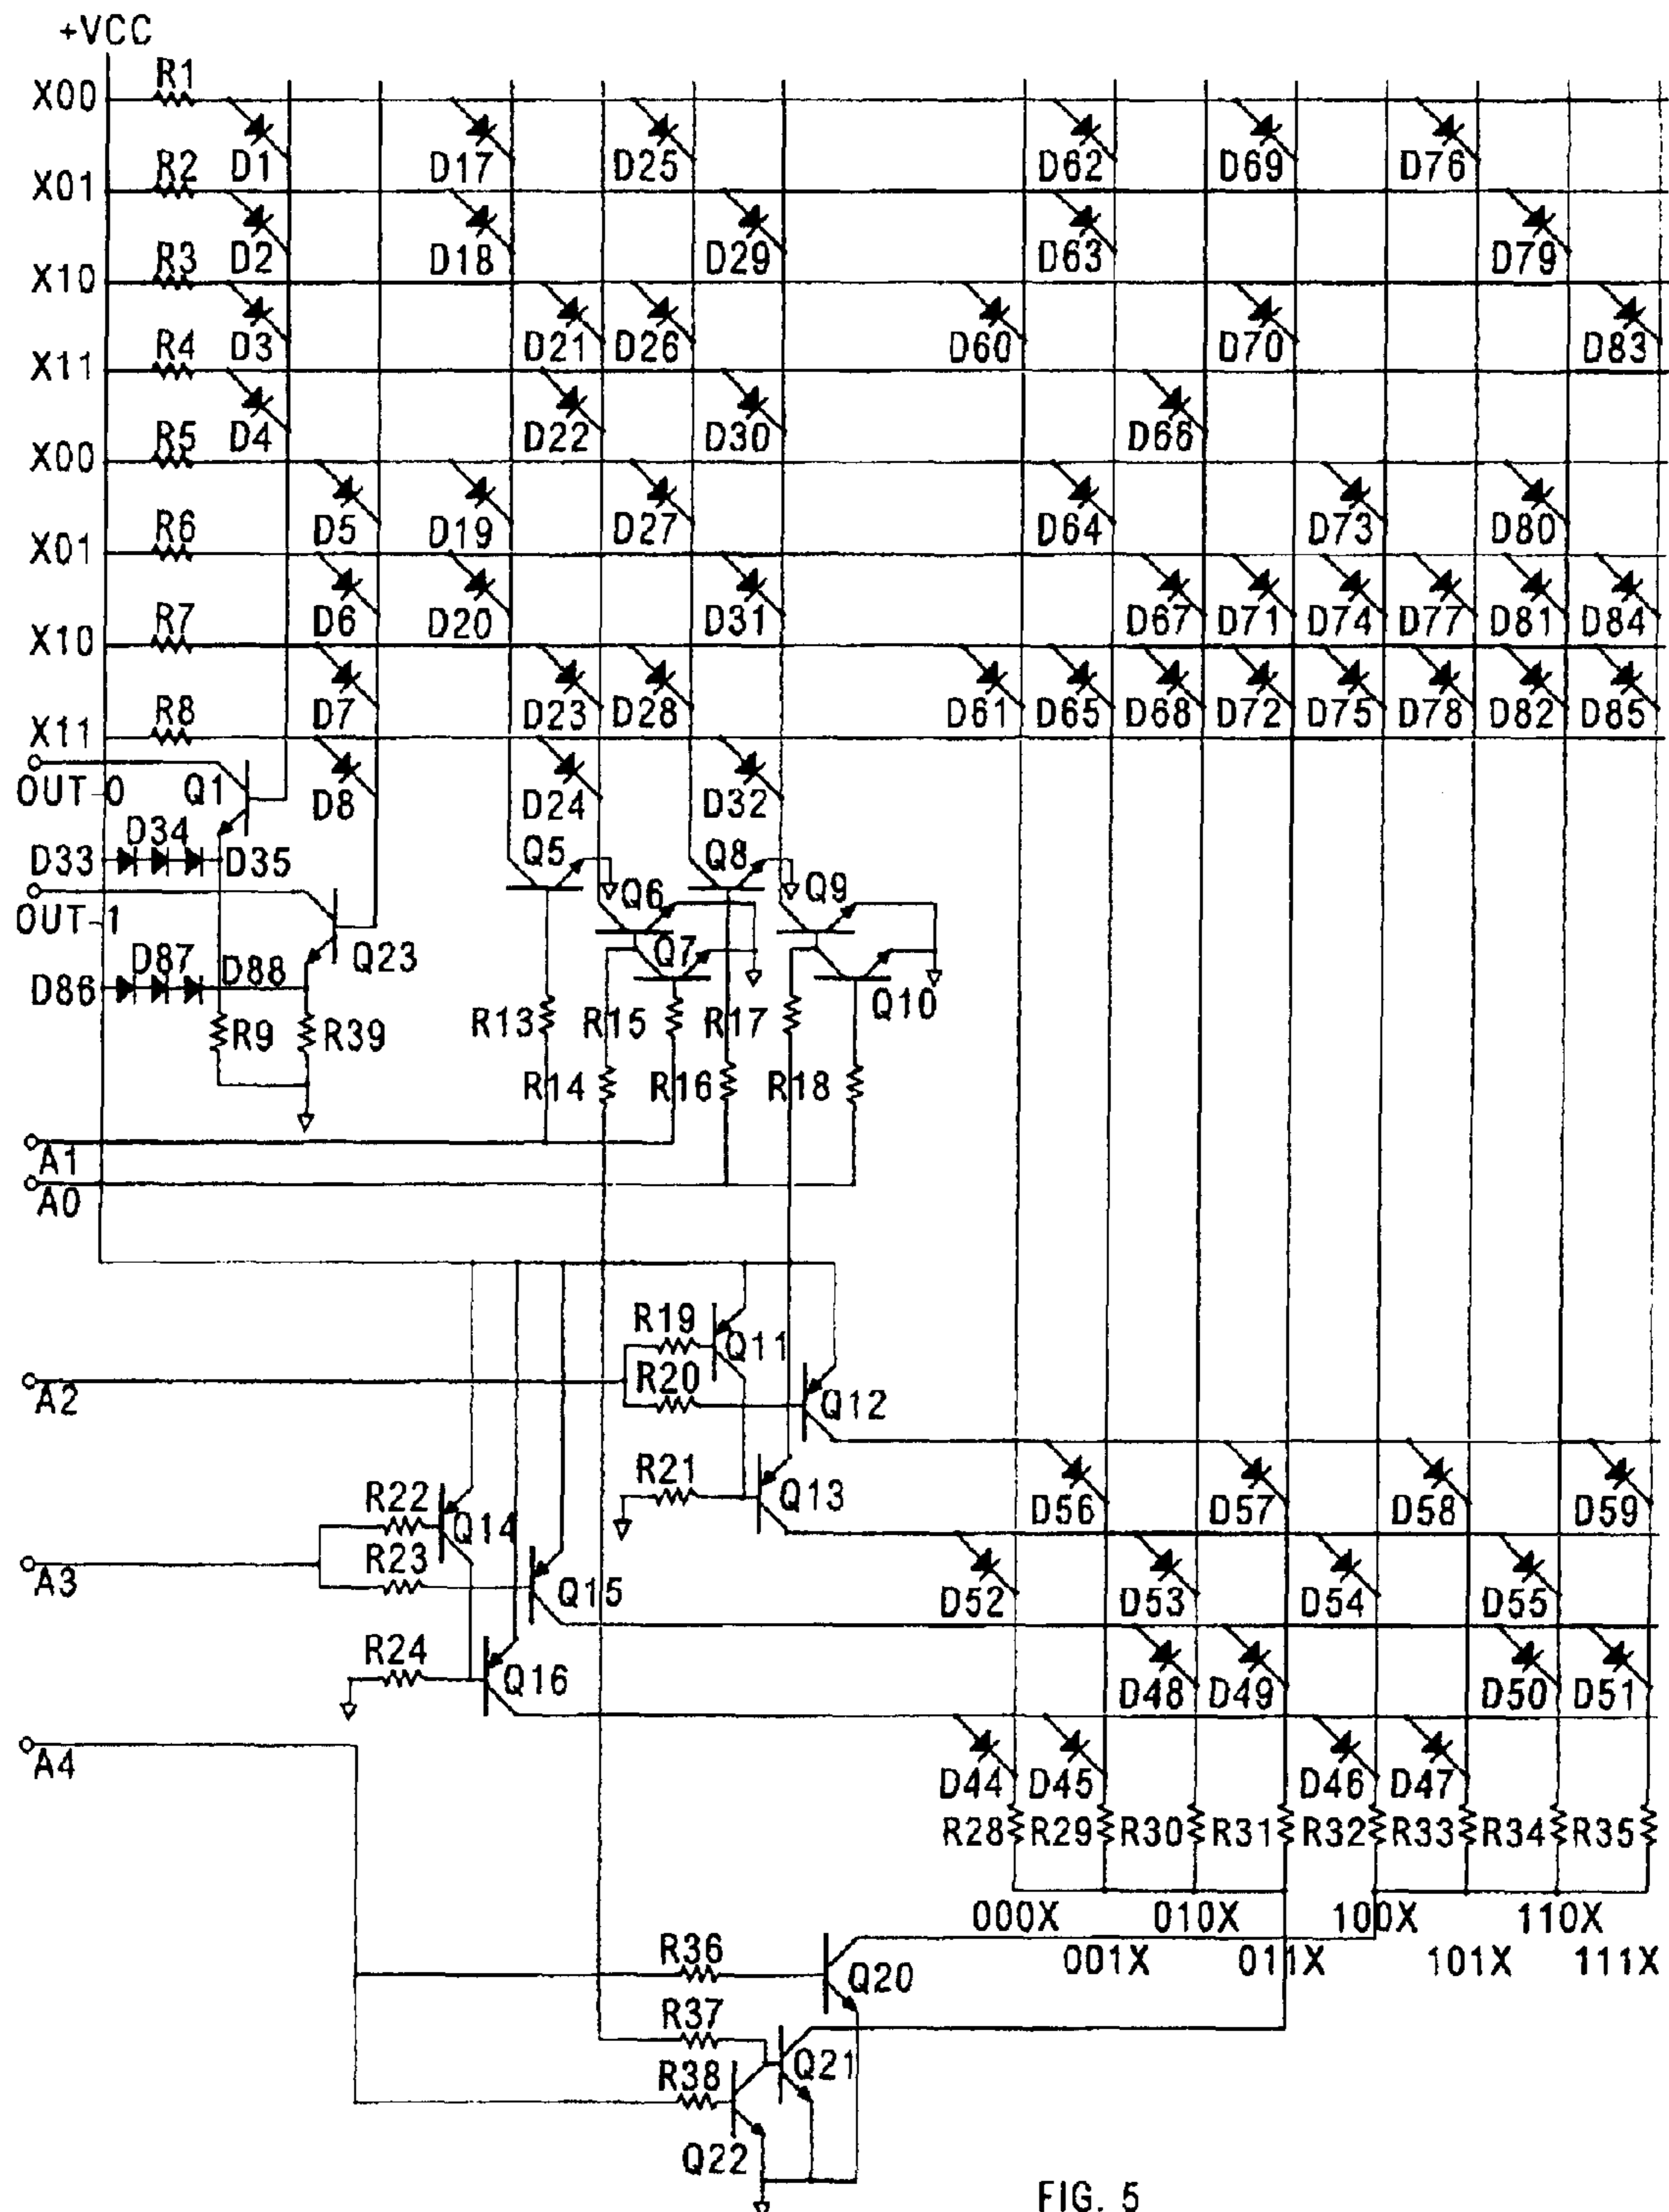 +VCC
R1
X00
D1 D17 D25 D62 D69 D76
R2
X01
D2 D18 D29 D63 D79
R3
X10
D3 D21 D26 D60 D70 D83
R4
X11
D4 D22 D30 D66
R5
X00
D5 D19 D27 D64 D73 D80
R6
X01
D6 D20 D31 D67 D71 D74 D77 D81 D84
R7
X10
D7 D23 D28 D61 D65 D68 D72 D75 D78 D82 D85
R8
X11
OUT-0 Q1 D8 D24 D32
D34
D33 D35 Q5 Q8
OUT-1 Q6 Q9
D87 Q7
D86 D88 Q23 Q10
R9 R39 R13 R15 R17
R14 R16 R18
A1
A0
R19
Q11
R20
A2 Q12
R21
Q13 D56 D57 D58 D59
R22
Q14
R23
A3 Q15 D52 D53 D54 D55
R24
Q16 D48 D49 D50 D51
A4
D44 D45 D46 D47
R28 R29 R30 R31 R32 R33 R34 R35
000X 010X 100X 110X
001X 011X 101X 111X
R36
Q20
R37
Q21
R38
Q22
FIG. 5